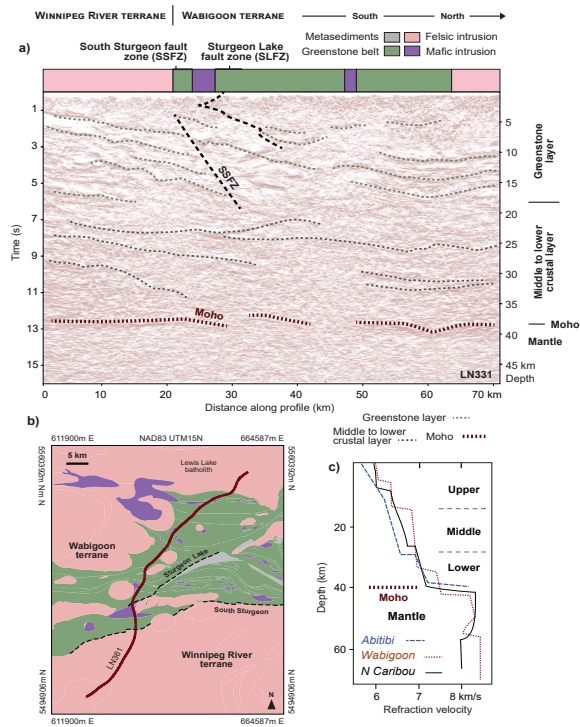 WINNIPEG RIVER TERRANE
WABIGOON TERRANE
South
North
South Sturgeon fault zone (SSFZ)
Sturgeon Lake fault zone (SLFZ)
Metasediments
Felsic intrusion
Greenstone belt
Mafic intrusion
a)
1
3
5
7
9
11
13
15
Time (s)
SSFZ
Moho
LN331
5
10
15
20
25
30
35
40
45 km
Depth
Greenstone layer
Middle to lower crustal layer
Moho
Mantle
0
10
20
30
40
50
60
70 km
Distance along profile (km)
Greenstone layer
Middle to lower crustal layer
Moho
b)
611900m E
NAD83 UTM15N
664587m E
5 km
Lewis Lake batholith
Wabigoon terrane
Sturgeon Lake
South Sturgeon
LN361
Winnipeg River terrane
N
5494906m N
5494906m N
611900m E
664587m E
c)
Upper
Middle
Lower
Moho
Mantle
Abitibi
Wabigoon
N Caribou
20
40
60
Depth (km)
6
7
8 km/s
Refraction velocity